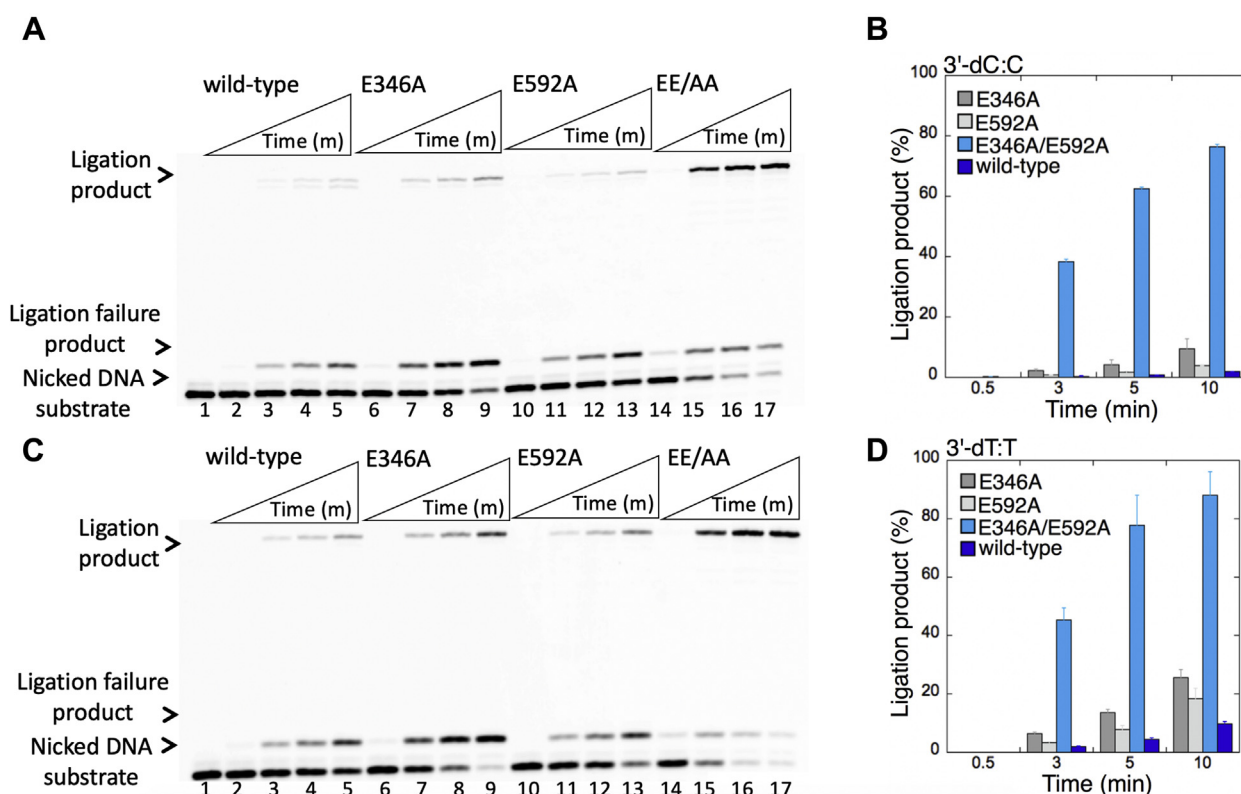 A
wild-type E346A E592A EE/AA
Time (m) Time (m) Time (m) Time (m)
Ligation
product
Ligation failure
product
Nicked DNA
substrate
1 2 3 4 5 6 7 8 9 10 11 12 13 14 15 16 17
B
3'-dC:C
100
80
60
40
20
0
Ligation product (%)
E346A
E592A
E346A/E592A
wild-type
0.5 3 5 10
Time (min)
C
wild-type E346A E592A EE/AA
Time (m) Time (m) Time (m) Time (m)
Ligation
product
Ligation failure
product
Nicked DNA
substrate
1 2 3 4 5 6 7 8 9 10 11 12 13 14 15 16 17
D
3'-dT:T
100
80
60
40
20
0
Ligation product (%)
E346A
E592A
E346A/E592A
wild-type
0.5 3 5 10
Time (min)